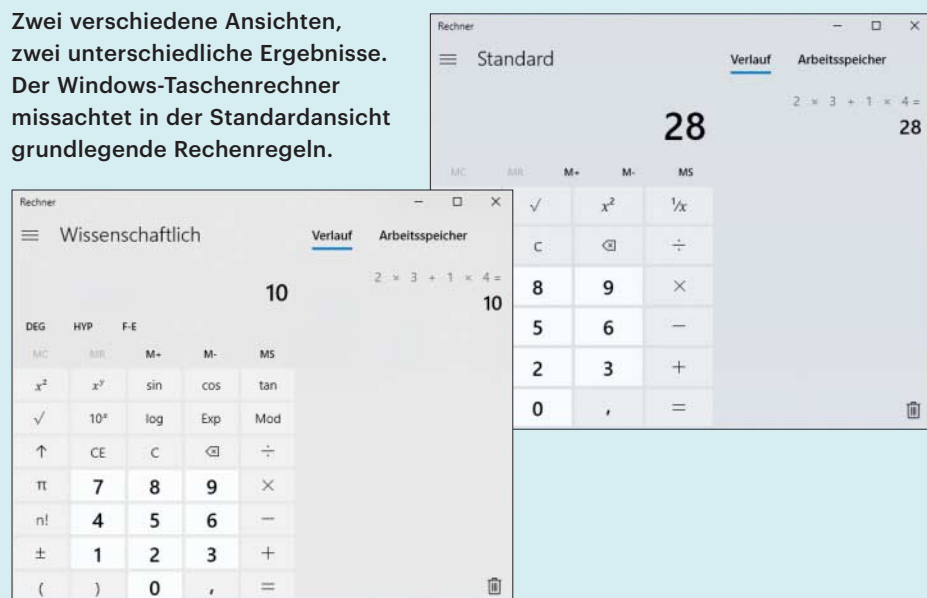 Zwei verschiedene Ansichten,
zwei unterschiedliche Ergebnisse.
Der Windows-Taschenrechner
missachtet in der Standardansicht
grundlegende Rechenregeln.
Rechner
Standard
Verlauf Arbeitsspeicher
2 × 3 + 1 × 4 =
28
28
MC MR M+ M- MS
√ x² ¹/x
C ÷
8 9 ×
5 6 −
2 3 +
0 , =
Rechner
Wissenschaftlich
Verlauf Arbeitsspeicher
2 × 3 + 1 × 4 =
10
10
DEG HYP F-E
MC MR M+ M- MS
x² xʸ sin cos tan
√ 10ˣ log Exp Mod
↑ CE C ÷
π 7 8 9 ×
n! 4 5 6 −
± 1 2 3 +
( ) 0 , =